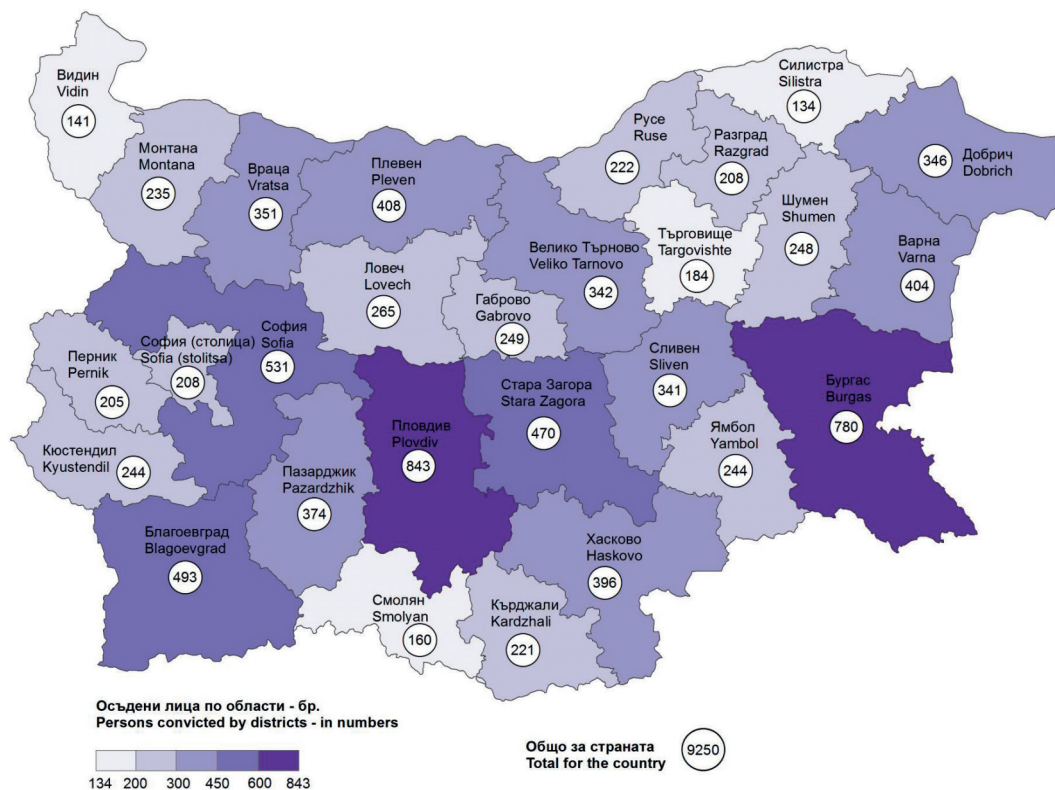 Видин
Vidin
141
Монтана
Montana
235
Враца
Vratsa
351
Плевен
Pleven
408
Русе
Ruse
222
Силистра
Silistra
134
Разград
Razgrad
208
Добрич
Dobrich
346
Шумен
Shumen
248
Търговище
Targovishte
184
Варна
Varna
404
Велико Търново
Veliko Tarnovo
342
Ловеч
Lovech
265
Габрово
Gabrovo
249
София (столица)
Sofia (stolitsa)
208
София
Sofia
531
Перник
Pernik
205
Кюстендил
Kyustendil
244
Благоевград
Blagoevgrad
493
Пазарджик
Pazardzhik
374
Пловдив
Plovdiv
843
Стара Загора
Stara Zagora
470
Сливен
Sliven
341
Ямбол
Yambol
244
Бургас
Burgas
780
Хасково
Haskovo
396
Смолян
Smolyan
160
Кърджали
Kardzhali
221
Осъдени лица по области - бр.
Persons convicted by districts - in numbers
134 200 300 450 600 843
Общо за страната
Total for the country
9250